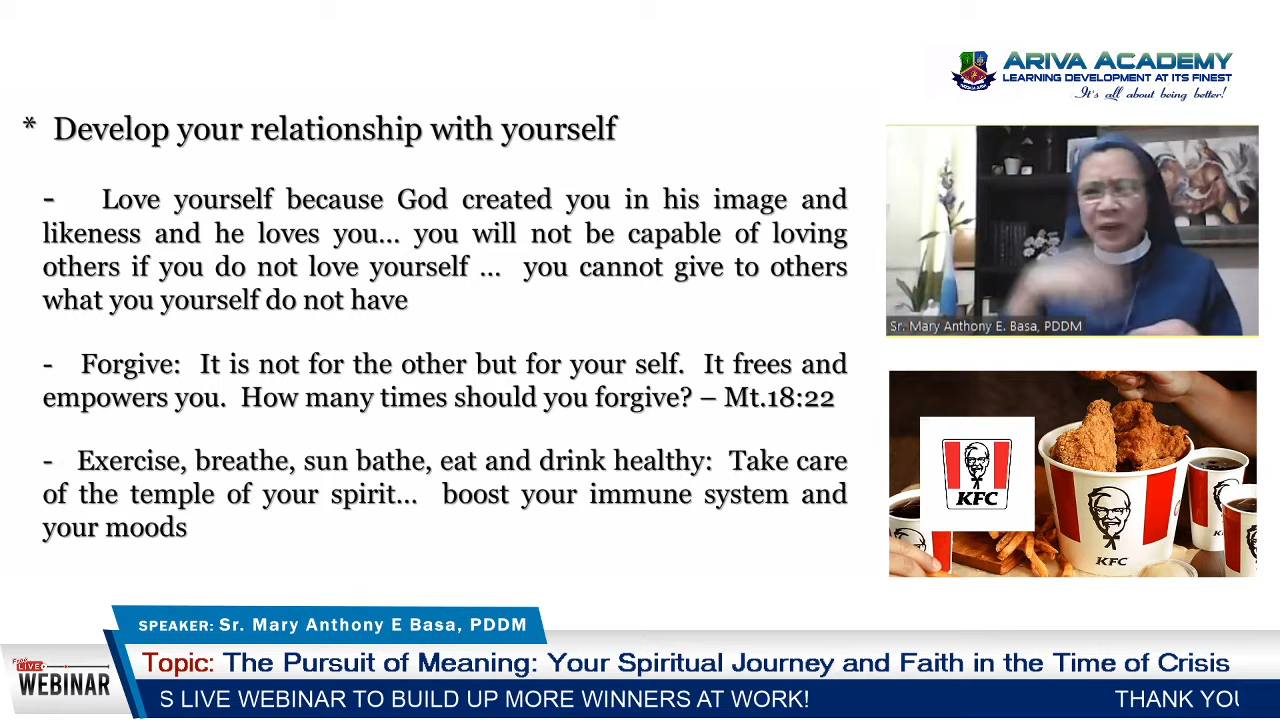 ARIVA ACADEMY
LEARNING DEVELOPMENT AT ITS FINEST
It's all about being better!
* Develop your relationship with yourself
- Love yourself because God created you in his image and
likeness and he loves you... you will not be capable of loving
others if you do not love yourself ... you cannot give to others
what you yourself do not have
- Forgive: It is not for the other but for your self. It frees and
empowers you. How many times should you forgive? – Mt.18:22
- Exercise, breathe, sun bathe, eat and drink healthy: Take care
of the temple of your spirit... boost your immune system and
your moods
Sr. Mary Anthony E. Basa, PDDM
KFC
KFC
SPEAKER: Sr. Mary Anthony E Basa, PDDM
Free
LIVE
WEBINAR
Topic: The Pursuit of Meaning: Your Spiritual Journey and Faith in the Time of Crisis
S LIVE WEBINAR TO BUILD UP MORE WINNERS AT WORK!
THANK YOU